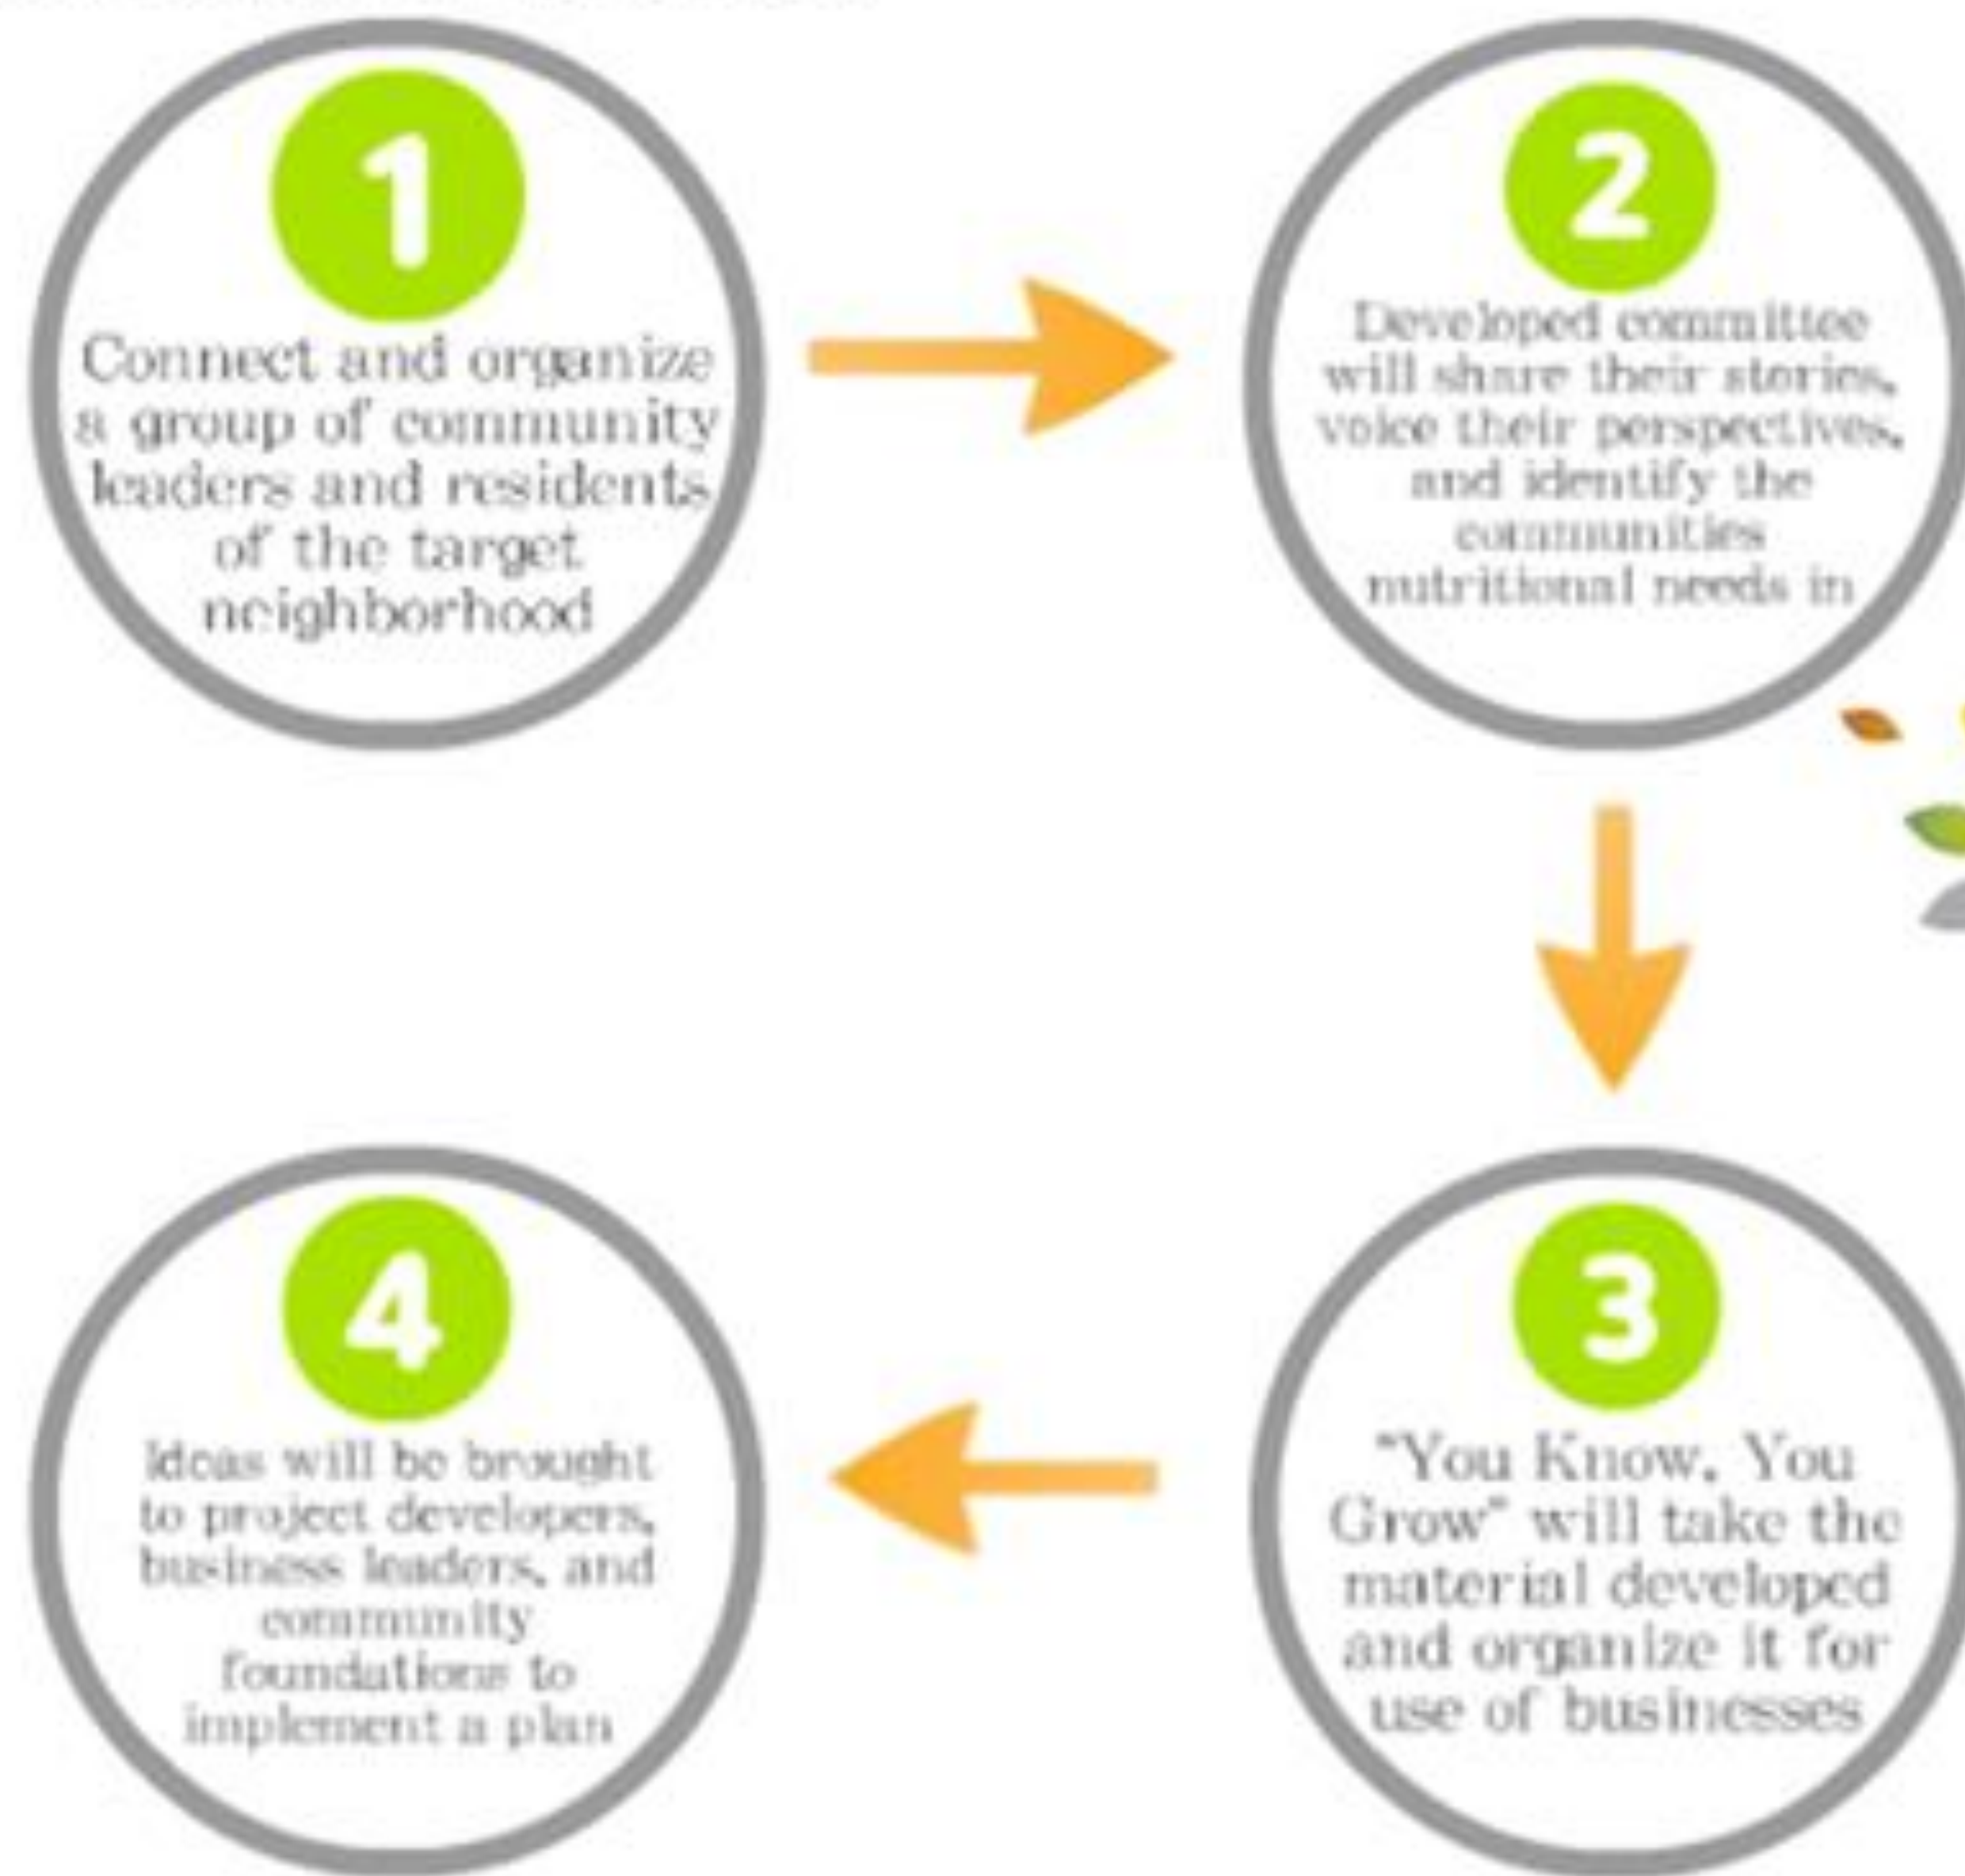 1
Connect and organize
a group of community
leaders and residents
of the target
neighborhood
2
Developed committee
will share their stories,
voice their perspectives,
and identify the
communities
nutritional needs in
3
"You Know, You
Grow" will take the
material developed
and organize it for
use of businesses
4
Ideas will be brought
to project developers,
business leaders, and
community
foundations to
implement a plan